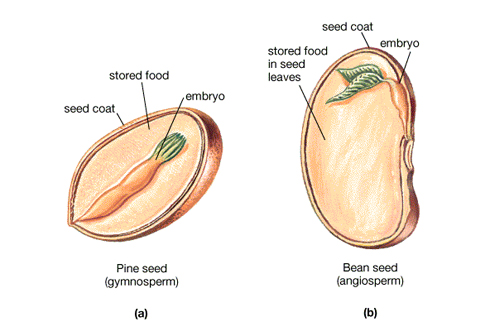 stored food
seed coat
embryo
Pine seed
(gymnosperm)
(a)
seed coat
embryo
stored food
in seed
leaves
Bean seed
(angiosperm)
(b)